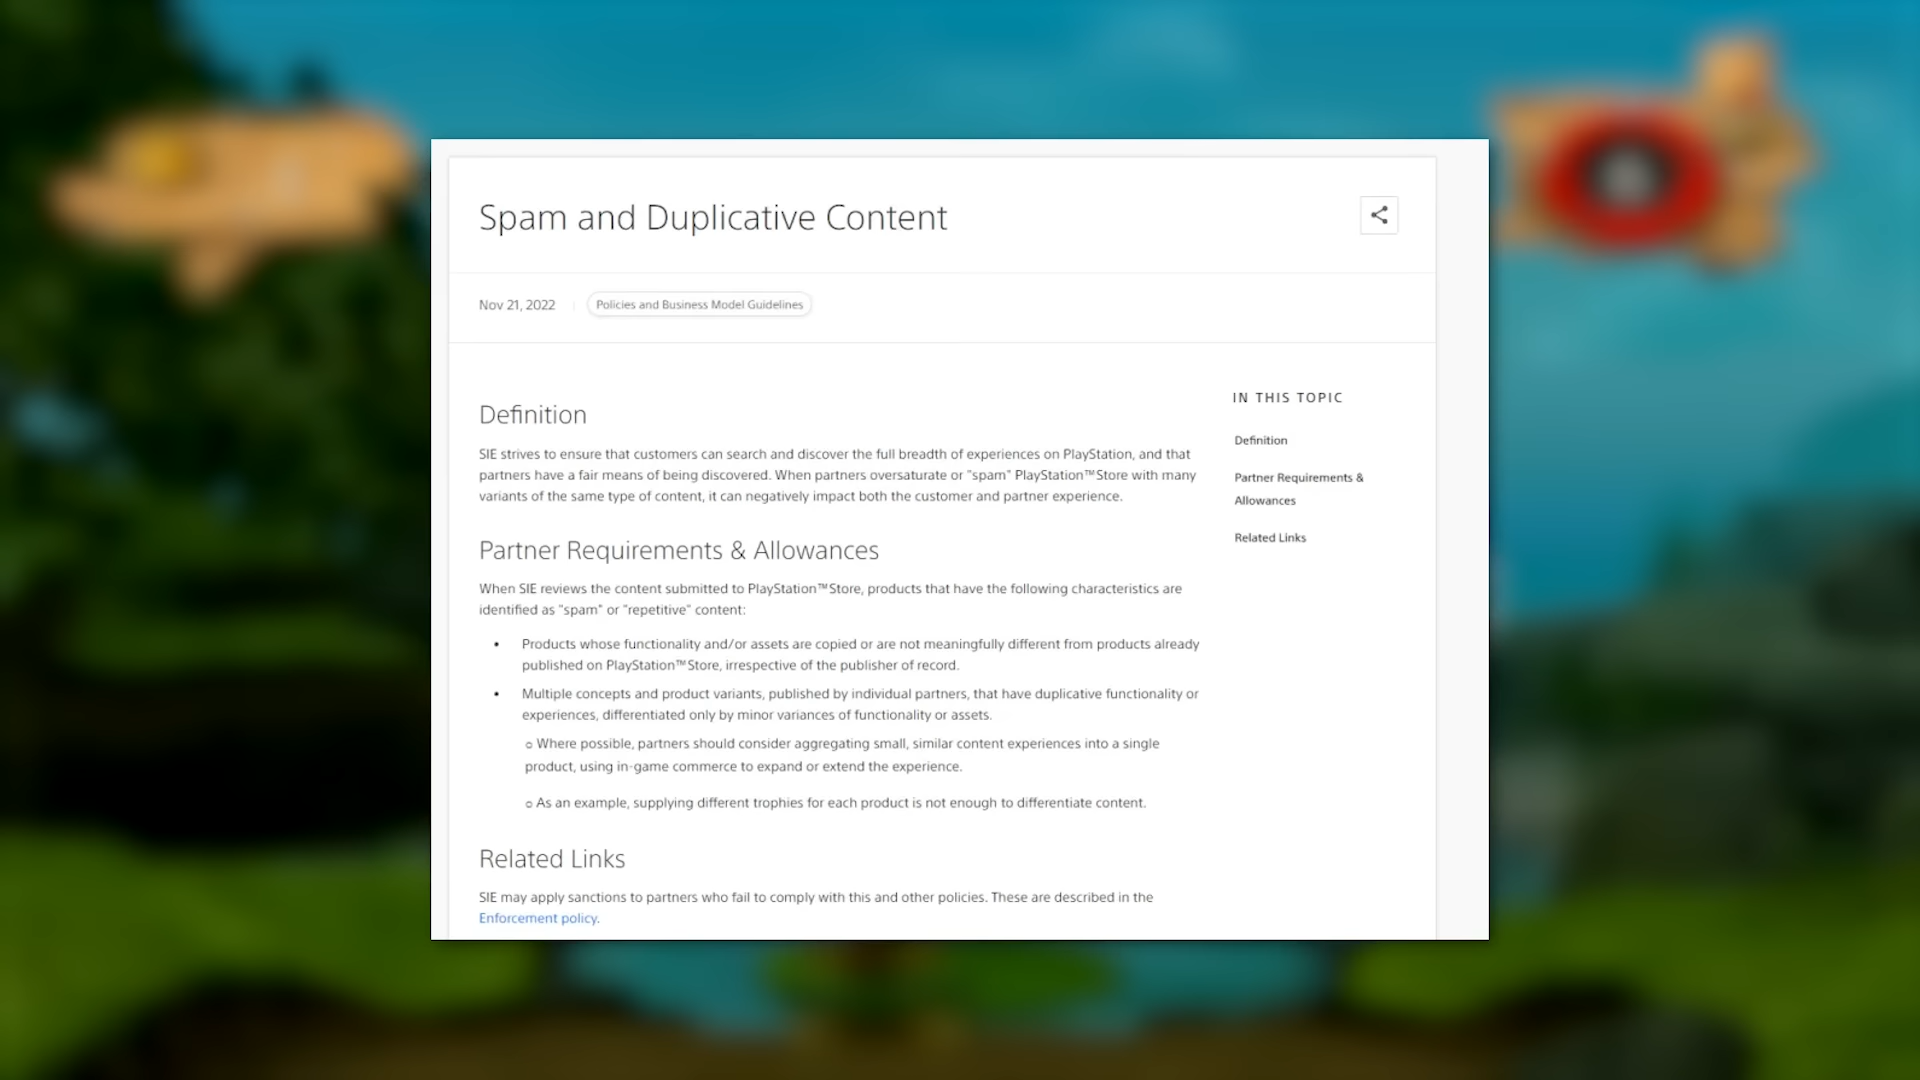 Spam and Duplicative Content
Nov 21, 2022
Policies and Business Model Guidelines
Definition
SIE strives to ensure that customers can search and discover the full breadth of experiences on PlayStation, and that
partners have a fair means of being discovered. When partners oversaturate or "spam" PlayStation™Store with many
variants of the same type of content, it can negatively impact both the customer and partner experience.
Partner Requirements & Allowances
When SIE reviews the content submitted to PlayStation™Store, products that have the following characteristics are
identified as "spam" or "repetitive" content:
• Products whose functionality and/or assets are copied or are not meaningfully different from products already
published on PlayStation™Store, irrespective of the publisher of record.
• Multiple concepts and product variants, published by individual partners, that have duplicative functionality or
experiences, differentiated only by minor variances of functionality or assets.
o Where possible, partners should consider aggregating small, similar content experiences into a single
product, using in-game commerce to expand or extend the experience.
o As an example, supplying different trophies for each product is not enough to differentiate content.
Related Links
SIE may apply sanctions to partners who fail to comply with this and other policies. These are described in the
Enforcement policy.
IN THIS TOPIC
Definition
Partner Requirements &
Allowances
Related Links